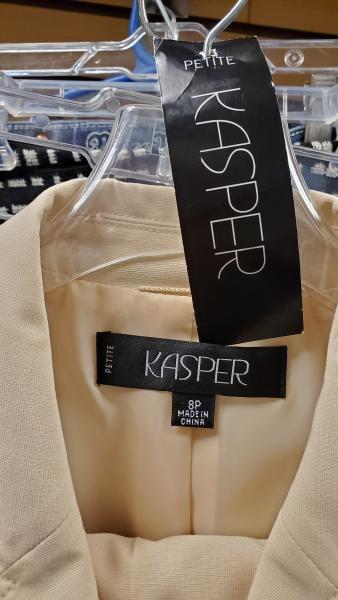 PETITE
KASPER
PETITE
KASPER
8P
MADE IN
CHINA